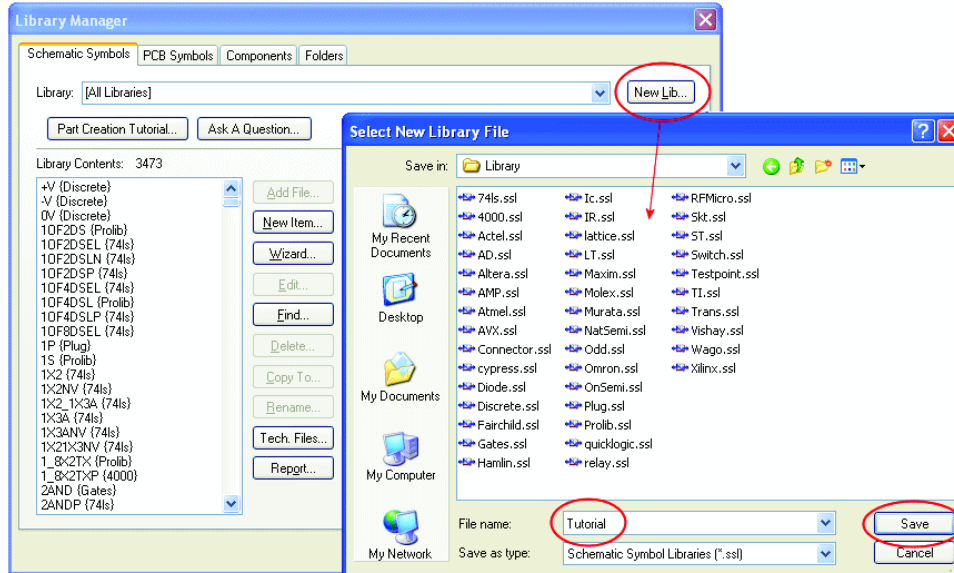 Library Manager
Schematic Symbols PCB Symbols Components Folders
Library: [All Libraries] New Lib...
Part Creation Tutorial... Ask A Question...
Library Contents: 3473
+V {Discrete}
-V {Discrete}
0V {Discrete}
1OF2DS {Prolib}
1OF2DSEL {74ls}
1OF2DSLN {74ls}
1OF2DSP {74ls}
1OF4DSEL {74ls}
1OF4DSL {Prolib}
1OF4DSLP {74ls}
1OF8DSEL {74ls}
1P {Plug}
1S {Prolib}
1X2 {74ls}
1X2NV {74ls}
1X2_1X3A {74ls}
1X3A {74ls}
1X3ANV {74ls}
1X21X3NV {74ls}
1_8X2TX {Prolib}
1_8X2TXP {4000}
2AND {Gates}
2ANDP {74ls}
Add File...
New Item...
Wizard...
Edit...
Find...
Delete...
Copy To...
Rename...
Tech. Files...
Report...
Select New Library File
Save in: Library
My Recent Documents
Desktop
My Documents
My Computer
My Network
74ls.ssl
4000.ssl
Actel.ssl
AD.ssl
Altera.ssl
AMP.ssl
Atmel.ssl
AVX.ssl
Connector.ssl
cypress.ssl
Diode.ssl
Discrete.ssl
Fairchild.ssl
Gates.ssl
Hamlin.ssl
Ic.ssl
IR.ssl
lattice.ssl
LT.ssl
Maxim.ssl
Molex.ssl
Murata.ssl
NatSemi.ssl
Odd.ssl
Omron.ssl
OnSemi.ssl
Plug.ssl
Prolib.ssl
quicklogic.ssl
relay.ssl
RFMicro.ssl
Skt.ssl
ST.ssl
Switch.ssl
Testpoint.ssl
TI.ssl
Trans.ssl
Vishay.ssl
Wago.ssl
Xilinx.ssl
File name: Tutorial Save
Save as type: Schematic Symbol Libraries (*.ssl) Cancel